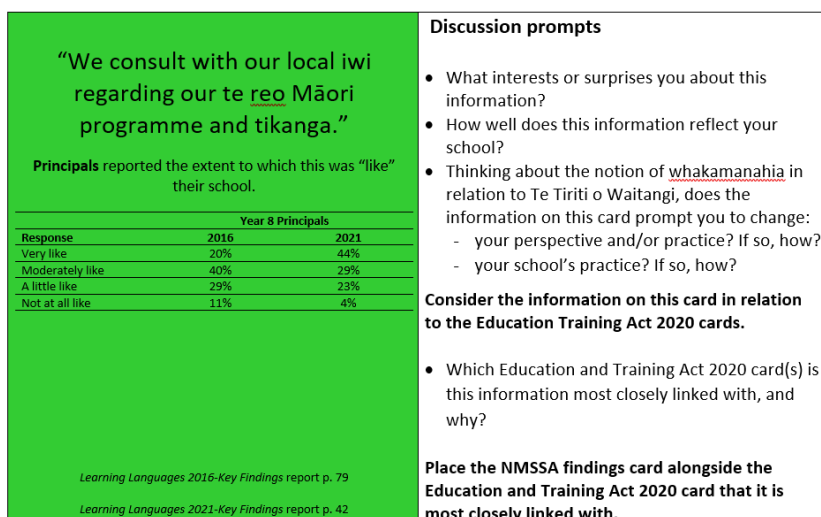 “We consult with our local iwi
regarding our te reo Māori
programme and tikanga.”
Principals reported the extent to which this was “like”
their school.
Year 8 Principals
Response 2016 2021
Very like 20% 44%
Moderately like 40% 29%
A little like 29% 23%
Not at all like 11% 4%
Learning Languages 2016-Key Findings report p. 79
Learning Languages 2021-Key Findings report p. 42
Discussion prompts
• What interests or surprises you about this
information?
• How well does this information reflect your
school?
• Thinking about the notion of whakamanahia in
relation to Te Tiriti o Waitangi, does the
information on this card prompt you to change:
- your perspective and/or practice? If so, how?
- your school’s practice? If so, how?
Consider the information on this card in relation
to the Education Training Act 2020 cards.
• Which Education and Training Act 2020 card(s) is
this information most closely linked with, and
why?
Place the NMSSA findings card alongside the
Education and Training Act 2020 card that it is
most closely linked with.